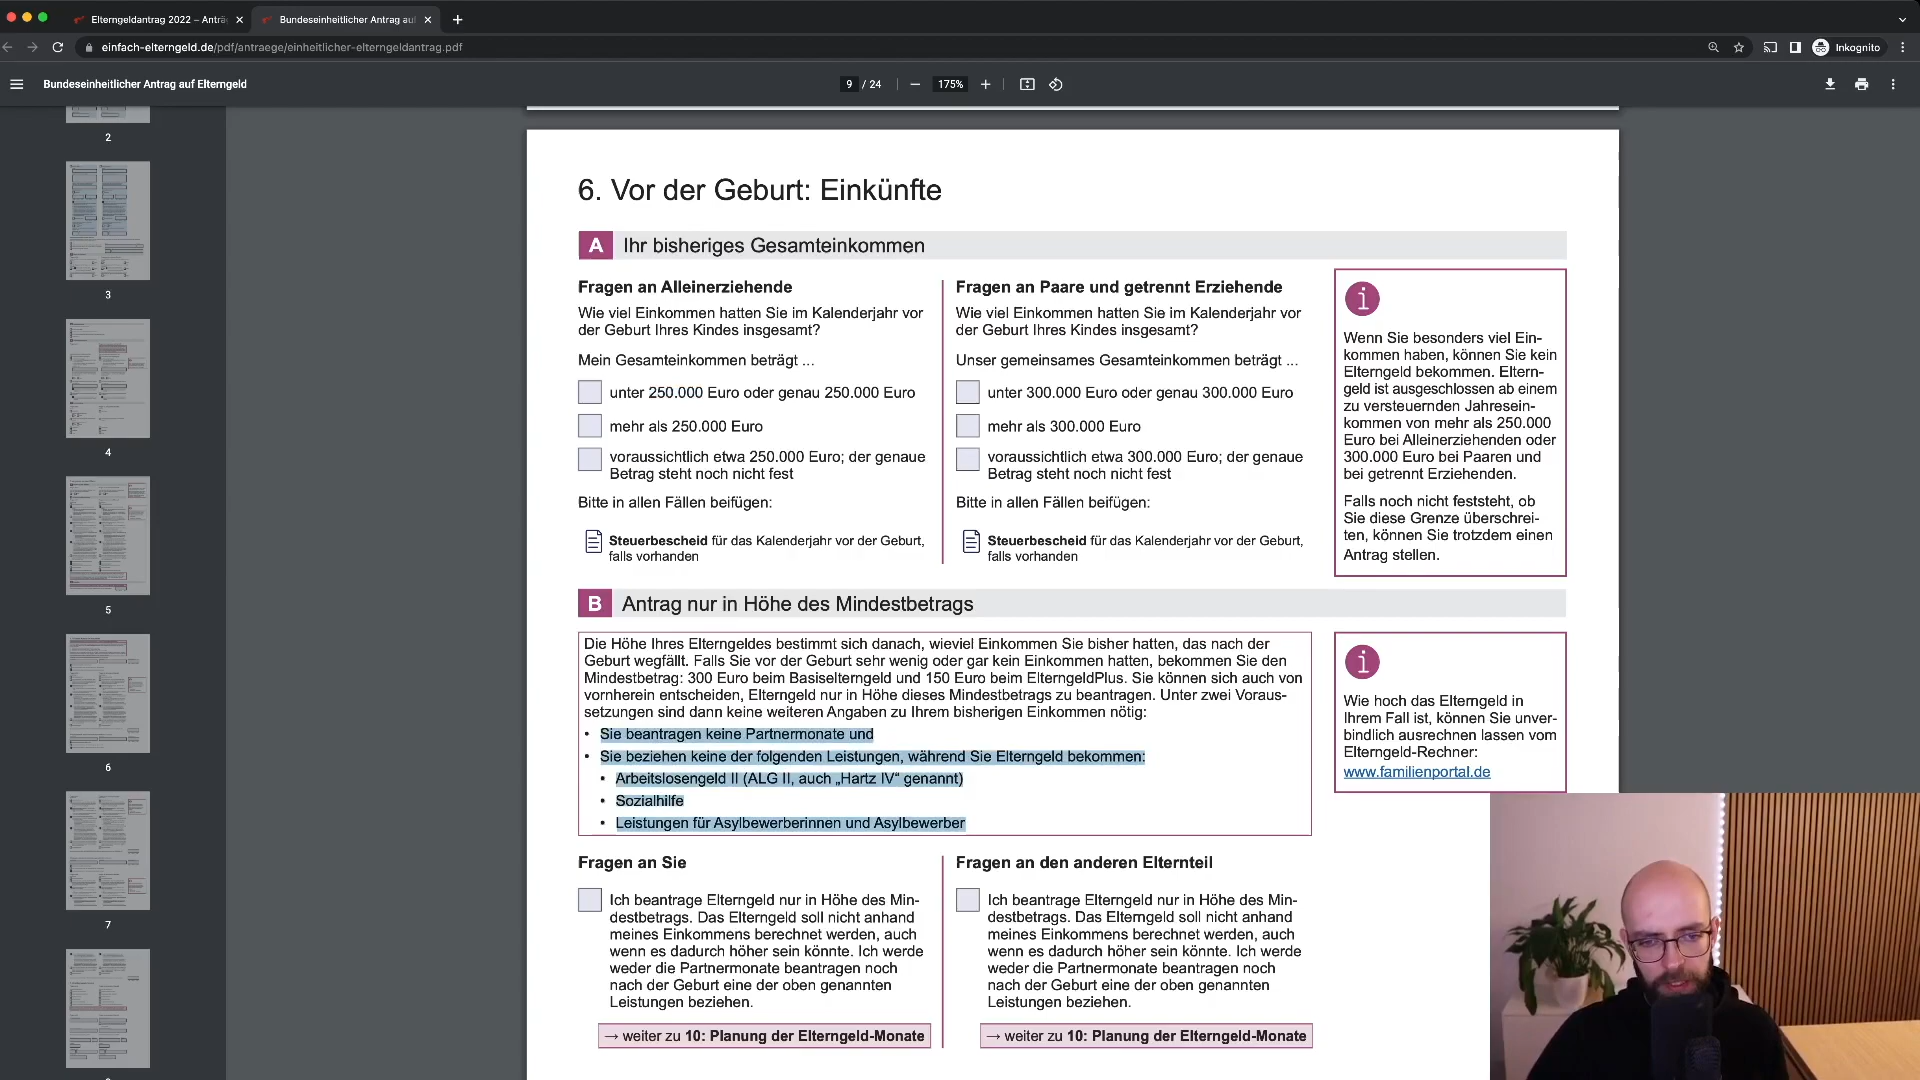 Elterngeldantrag 2022 – Anträg
Bundeseinheitlicher Antrag auf
einfach-elterngeld.de/pdf/antraege/einheitlicher-elterngeldantrag.pdf
Inkognito
Bundeseinheitlicher Antrag auf Elterngeld
9 / 24
175%
2
3
4
5
6
7
6. Vor der Geburt: Einkünfte
A Ihr bisheriges Gesamteinkommen
Fragen an Alleinerziehende
Wie viel Einkommen hatten Sie im Kalenderjahr vor
der Geburt Ihres Kindes insgesamt?
Mein Gesamteinkommen beträgt ...
unter 250.000 Euro oder genau 250.000 Euro
mehr als 250.000 Euro
voraussichtlich etwa 250.000 Euro; der genaue
Betrag steht noch nicht fest
Bitte in allen Fällen beifügen:
Steuerbescheid für das Kalenderjahr vor der Geburt,
falls vorhanden
Fragen an Paare und getrennt Erziehende
Wie viel Einkommen hatten Sie im Kalenderjahr vor
der Geburt Ihres Kindes insgesamt?
Unser gemeinsames Gesamteinkommen beträgt ...
unter 300.000 Euro oder genau 300.000 Euro
mehr als 300.000 Euro
voraussichtlich etwa 300.000 Euro; der genaue
Betrag steht noch nicht fest
Bitte in allen Fällen beifügen:
Steuerbescheid für das Kalenderjahr vor der Geburt,
falls vorhanden
i
Wenn Sie besonders viel Ein-
kommen haben, können Sie kein
Elterngeld bekommen. Eltern-
geld ist ausgeschlossen ab einem
zu versteuernden Jahresein-
kommen von mehr als 250.000
Euro bei Alleinerziehenden oder
300.000 Euro bei Paaren und
bei getrennt Erziehenden.
Falls noch nicht feststeht, ob
Sie diese Grenze überschrei-
ten, können Sie trotzdem einen
Antrag stellen.
B Antrag nur in Höhe des Mindestbetrags
Die Höhe Ihres Elterngeldes bestimmt sich danach, wieviel Einkommen Sie bisher hatten, das nach der
Geburt wegfällt. Falls Sie vor der Geburt sehr wenig oder gar kein Einkommen hatten, bekommen Sie den
Mindestbetrag: 300 Euro beim Basiselterngeld und 150 Euro beim ElterngeldPlus. Sie können sich auch von
vornherein entscheiden, Elterngeld nur in Höhe dieses Mindestbetrags zu beantragen. Unter zwei Voraus-
setzungen sind dann keine weiteren Angaben zu Ihrem bisherigen Einkommen nötig:
• Sie beantragen keine Partnermonate und
• Sie beziehen keine der folgenden Leistungen, während Sie Elterngeld bekommen:
• Arbeitslosengeld II (ALG II, auch „Hartz IV“ genannt)
• Sozialhilfe
• Leistungen für Asylbewerberinnen und Asylbewerber
i
Wie hoch das Elterngeld in
Ihrem Fall ist, können Sie unver-
bindlich ausrechnen lassen vom
Elterngeld-Rechner:
www.familienportal.de
Fragen an Sie
Ich beantrage Elterngeld nur in Höhe des Min-
destbetrags. Das Elterngeld soll nicht anhand
meines Einkommens berechnet werden, auch
wenn es dadurch höher sein könnte. Ich werde
weder die Partnermonate beantragen noch
nach der Geburt eine der oben genannten
Leistungen beziehen.
→ weiter zu 10: Planung der Elterngeld-Monate
Fragen an den anderen Elternteil
Ich beantrage Elterngeld nur in Höhe des Min-
destbetrags. Das Elterngeld soll nicht anhand
meines Einkommens berechnet werden, auch
wenn es dadurch höher sein könnte. Ich werde
weder die Partnermonate beantragen noch
nach der Geburt eine der oben genannten
Leistungen beziehen.
→ weiter zu 10: Planung der Elterngeld-Monate